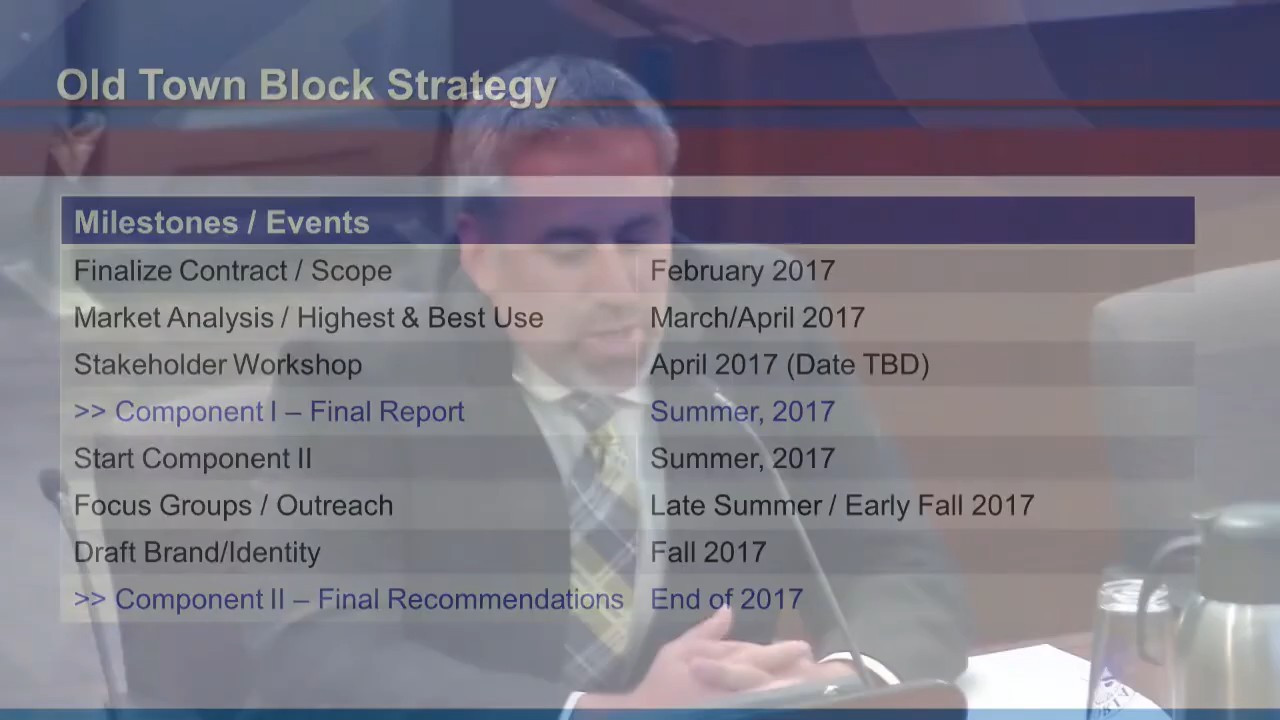 Old Town Block Strategy
Milestones / Events
Finalize Contract / Scope February 2017
Market Analysis / Highest & Best Use March/April 2017
Stakeholder Workshop April 2017 (Date TBD)
>> Component I – Final Report Summer, 2017
Start Component II Summer, 2017
Focus Groups / Outreach Late Summer / Early Fall 2017
Draft Brand/Identity Fall 2017
>> Component II – Final Recommendations End of 2017